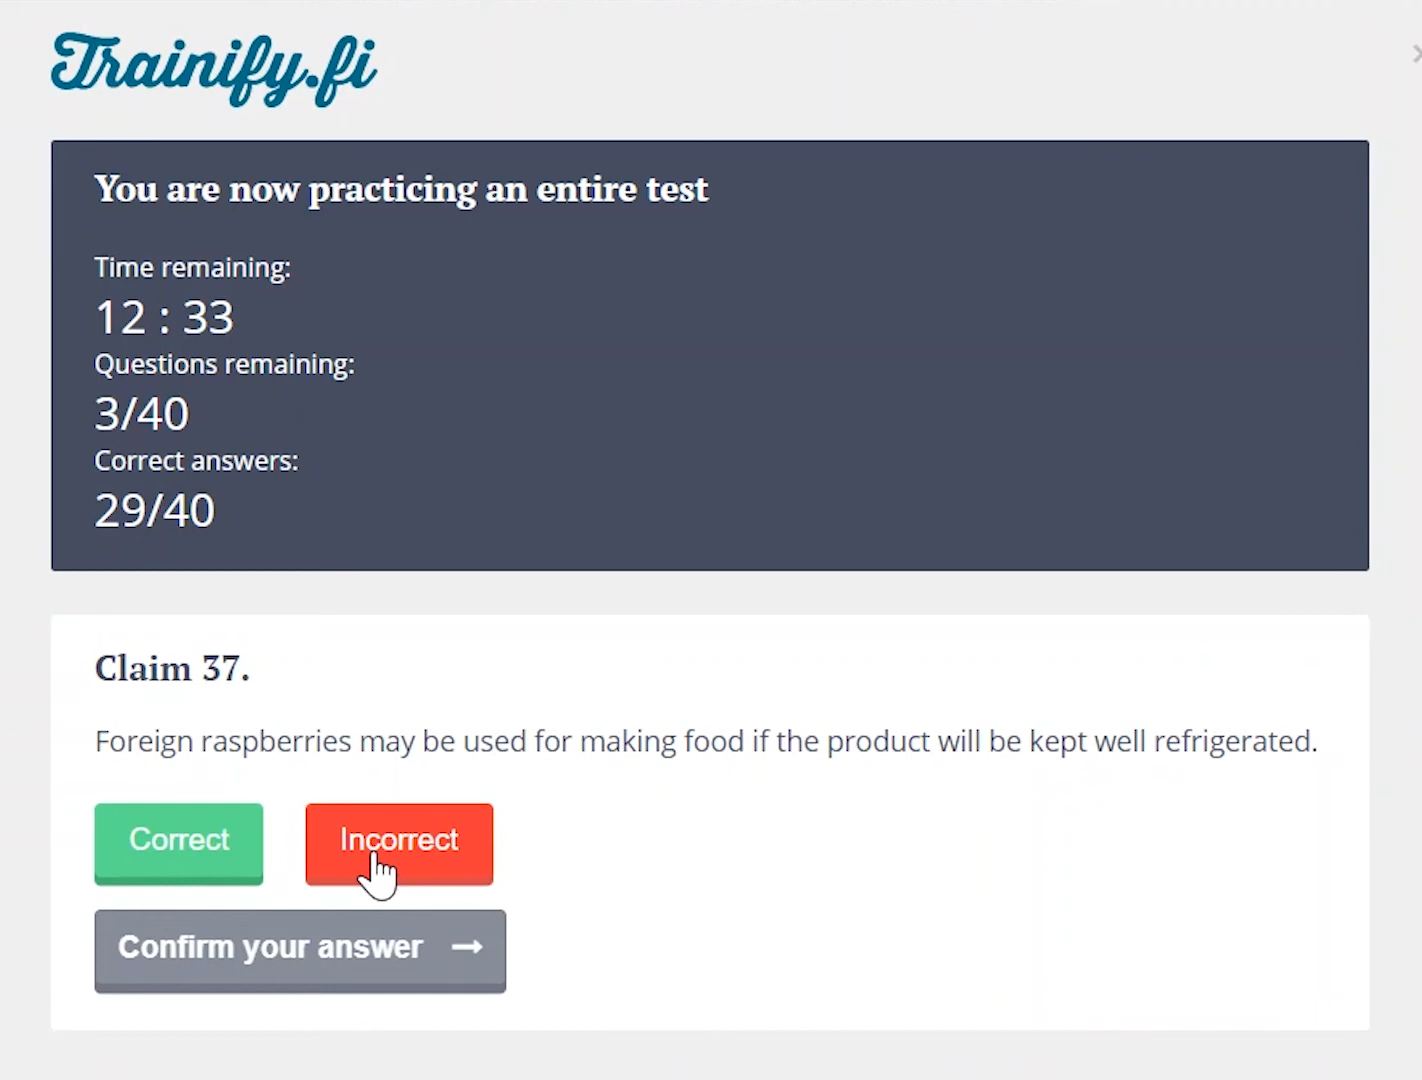 Trainify.fi
You are now practicing an entire test
Time remaining:
12 : 33
Questions remaining:
3/40
Correct answers:
29/40
Claim 37.
Foreign raspberries may be used for making food if the product will be kept well refrigerated.
Correct
Incorrect
Confirm your answer →